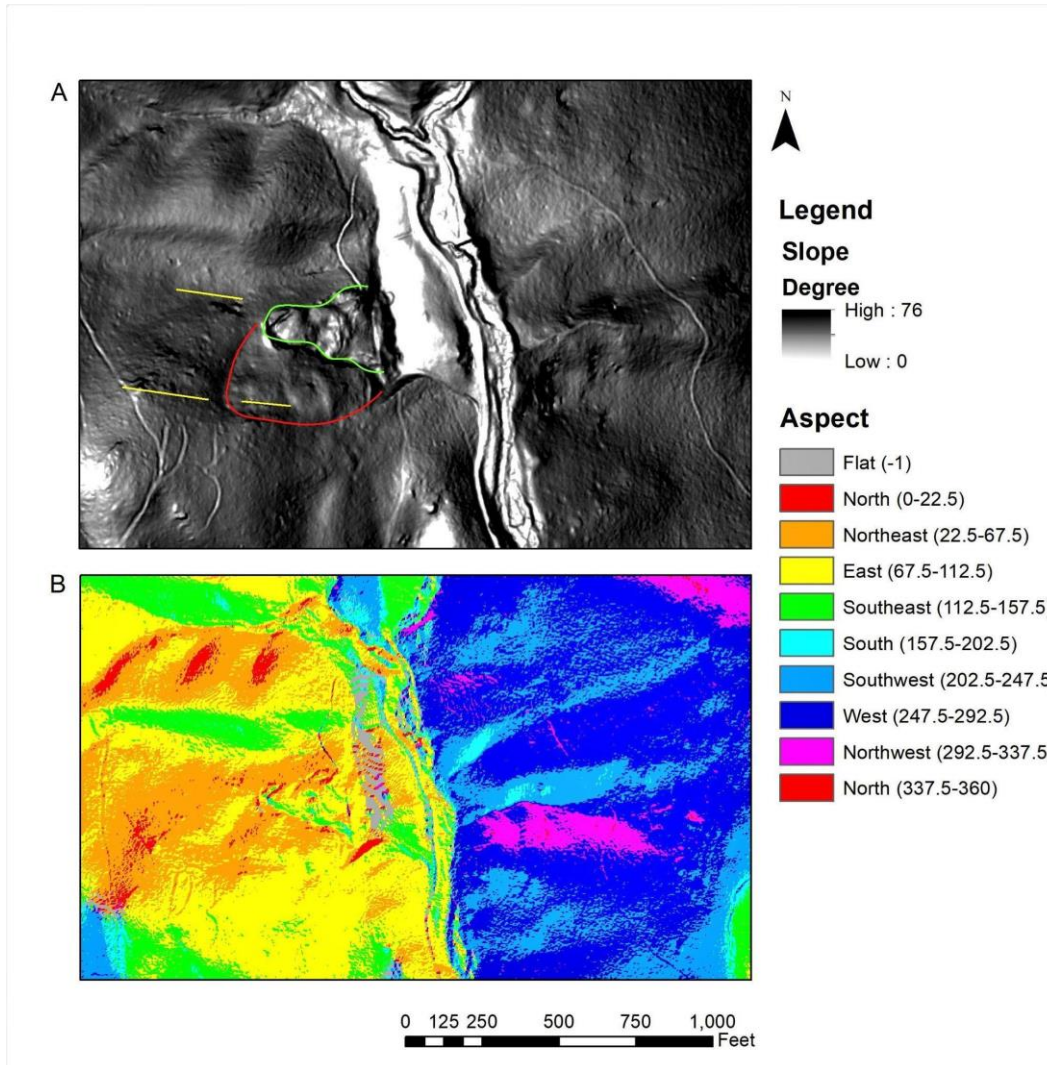 A
N
Legend
Slope
Degree
High : 76
Low : 0
Aspect
Flat (-1)
North (0-22.5)
Northeast (22.5-67.5)
East (67.5-112.5)
Southeast (112.5-157.5)
South (157.5-202.5)
Southwest (202.5-247.5
West (247.5-292.5)
Northwest (292.5-337.5
North (337.5-360)
B
0 125 250 500 750 1,000
Feet